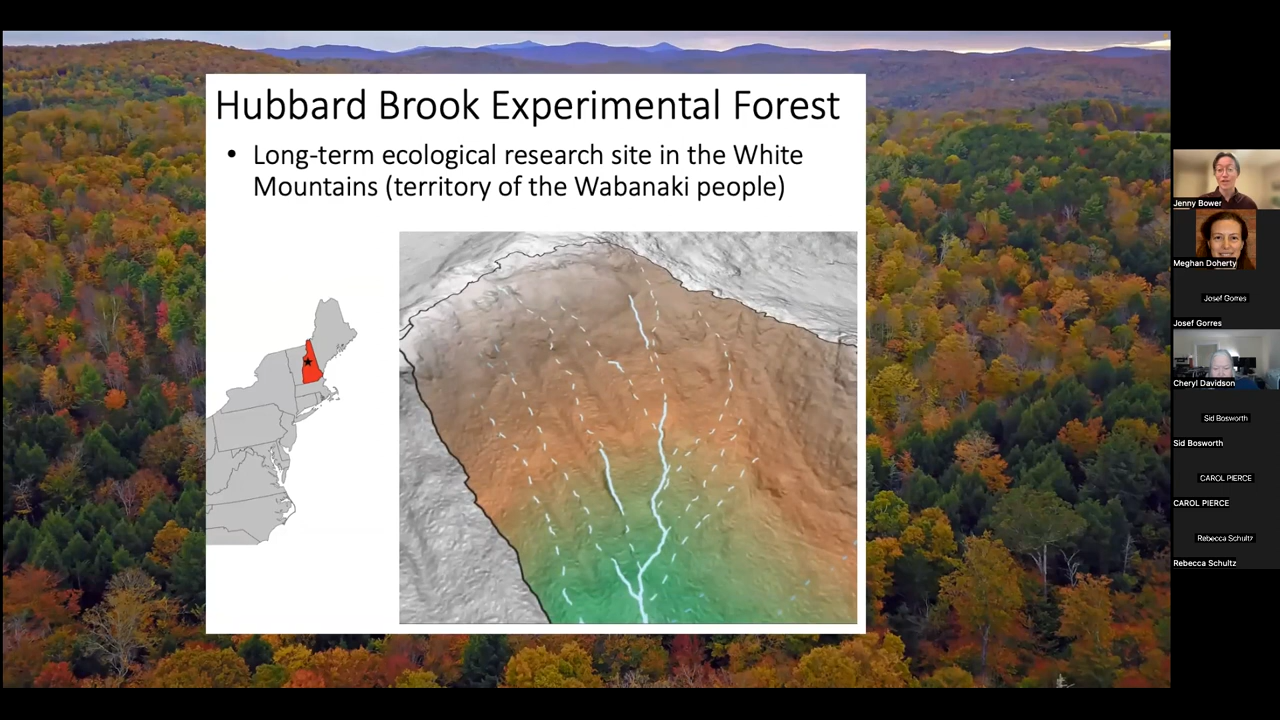 Hubbard Brook Experimental Forest
• Long-term ecological research site in the White
Mountains (territory of the Wabanaki people)
Jenny Bower
Meghan Doherty
Josef Gorres
Josef Gorres
Cheryl Davidson
Sid Bosworth
Sid Bosworth
CAROL PIERCE
CAROL PIERCE
Rebecca Schultz
Rebecca Schultz